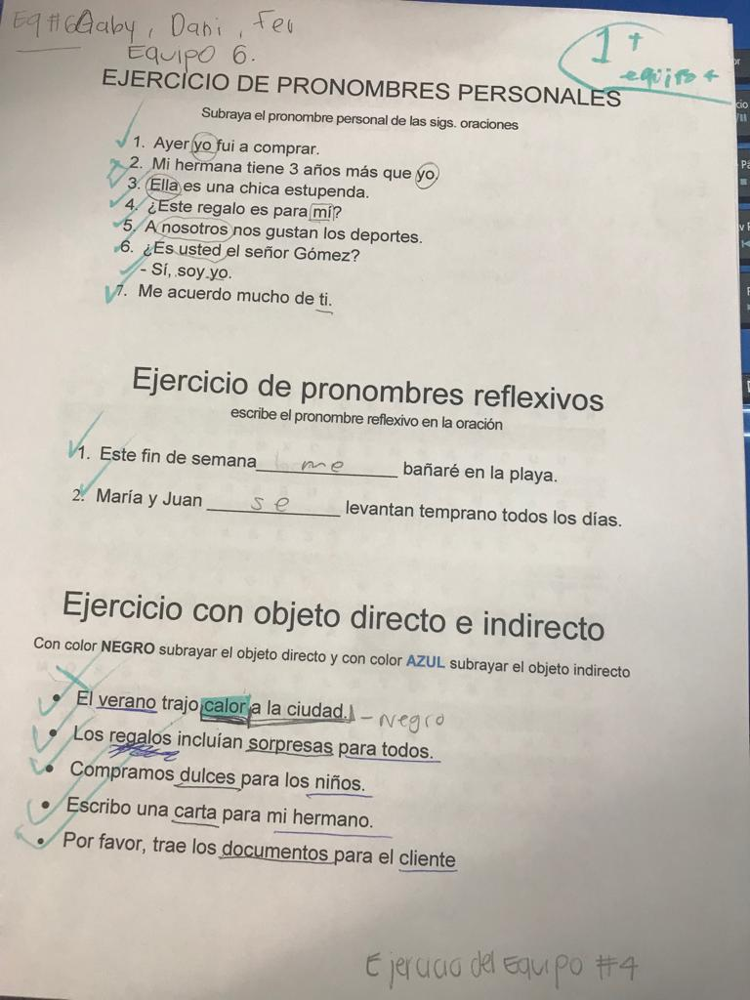 Eq#6 Gaby, Dani, Fer
EQUIPO 6.
1 +
equipo 4
EJERCICIO DE PRONOMBRES PERSONALES
Subraya el pronombre personal de las sigs. oraciones
1. Ayer yo fui a comprar.
2. Mi hermana tiene 3 años más que yo.
3. Ella es una chica estupenda.
4. ¿Este regalo es para mí?
5. A nosotros nos gustan los deportes.
6. ¿Es usted el señor Gómez?
- Sí, soy yo.
7. Me acuerdo mucho de ti.
Ejercicio de pronombres reflexivos
escribe el pronombre reflexivo en la oración
1. Este fin de semana me bañaré en la playa.
2. María y Juan se levantan temprano todos los días.
Ejercicio con objeto directo e indirecto
Con color NEGRO subrayar el objeto directo y con color AZUL subrayar el objeto indirecto
• El verano trajo calor a la ciudad. - Negro
• Los regalos incluían sorpresas para todos.
• Compramos dulces para los niños.
• Escribo una carta para mi hermano.
• Por favor, trae los documentos para el cliente
Ejercicio del Equipo #4